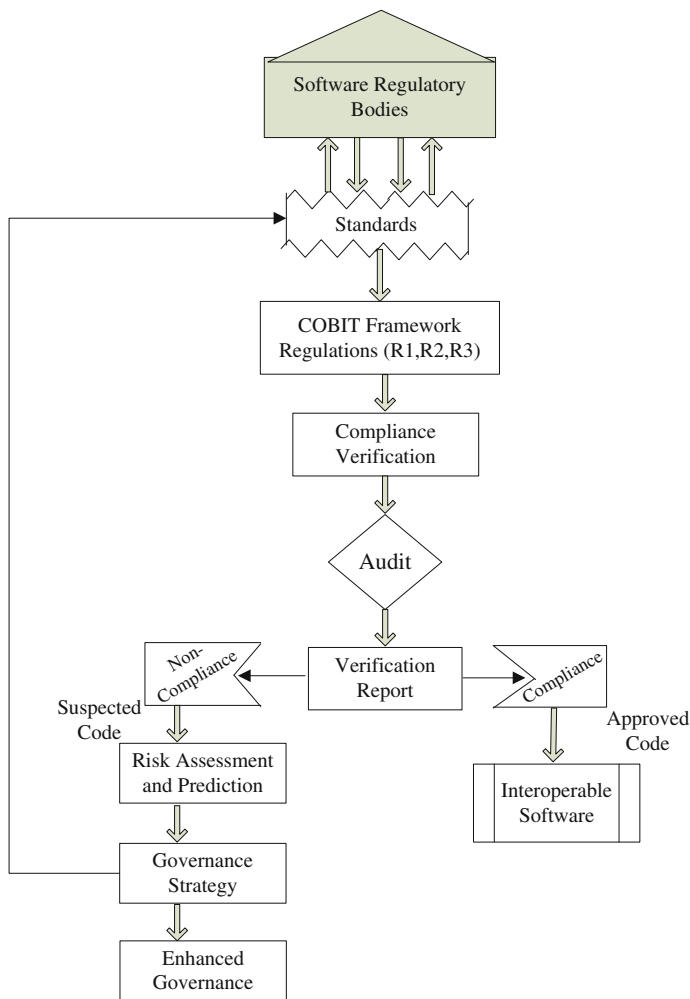 Software Regulatory
Bodies
Standards
COBIT Framework
Regulations (R1,R2,R3)
Compliance
Verification
Audit
Non-
Compliance
Verification
Report
Compliance
Suspected
Code
Approved
Code
Risk Assessment
and Prediction
Interoperable
Software
Governance
Strategy
Enhanced
Governance